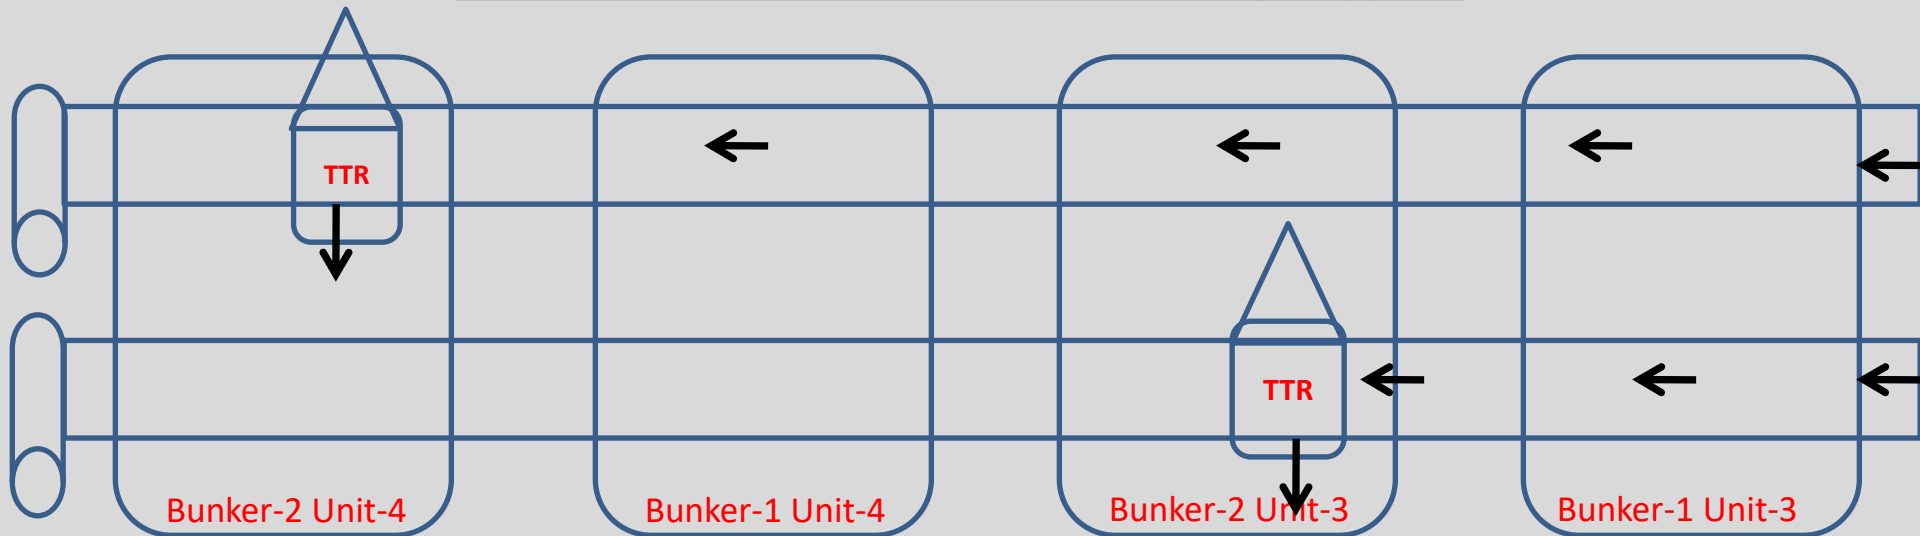 TTR
TTR
Bunker-2 Unit-4
Bunker-1 Unit-4
Bunker-2 Unit-3
Bunker-1 Unit-3